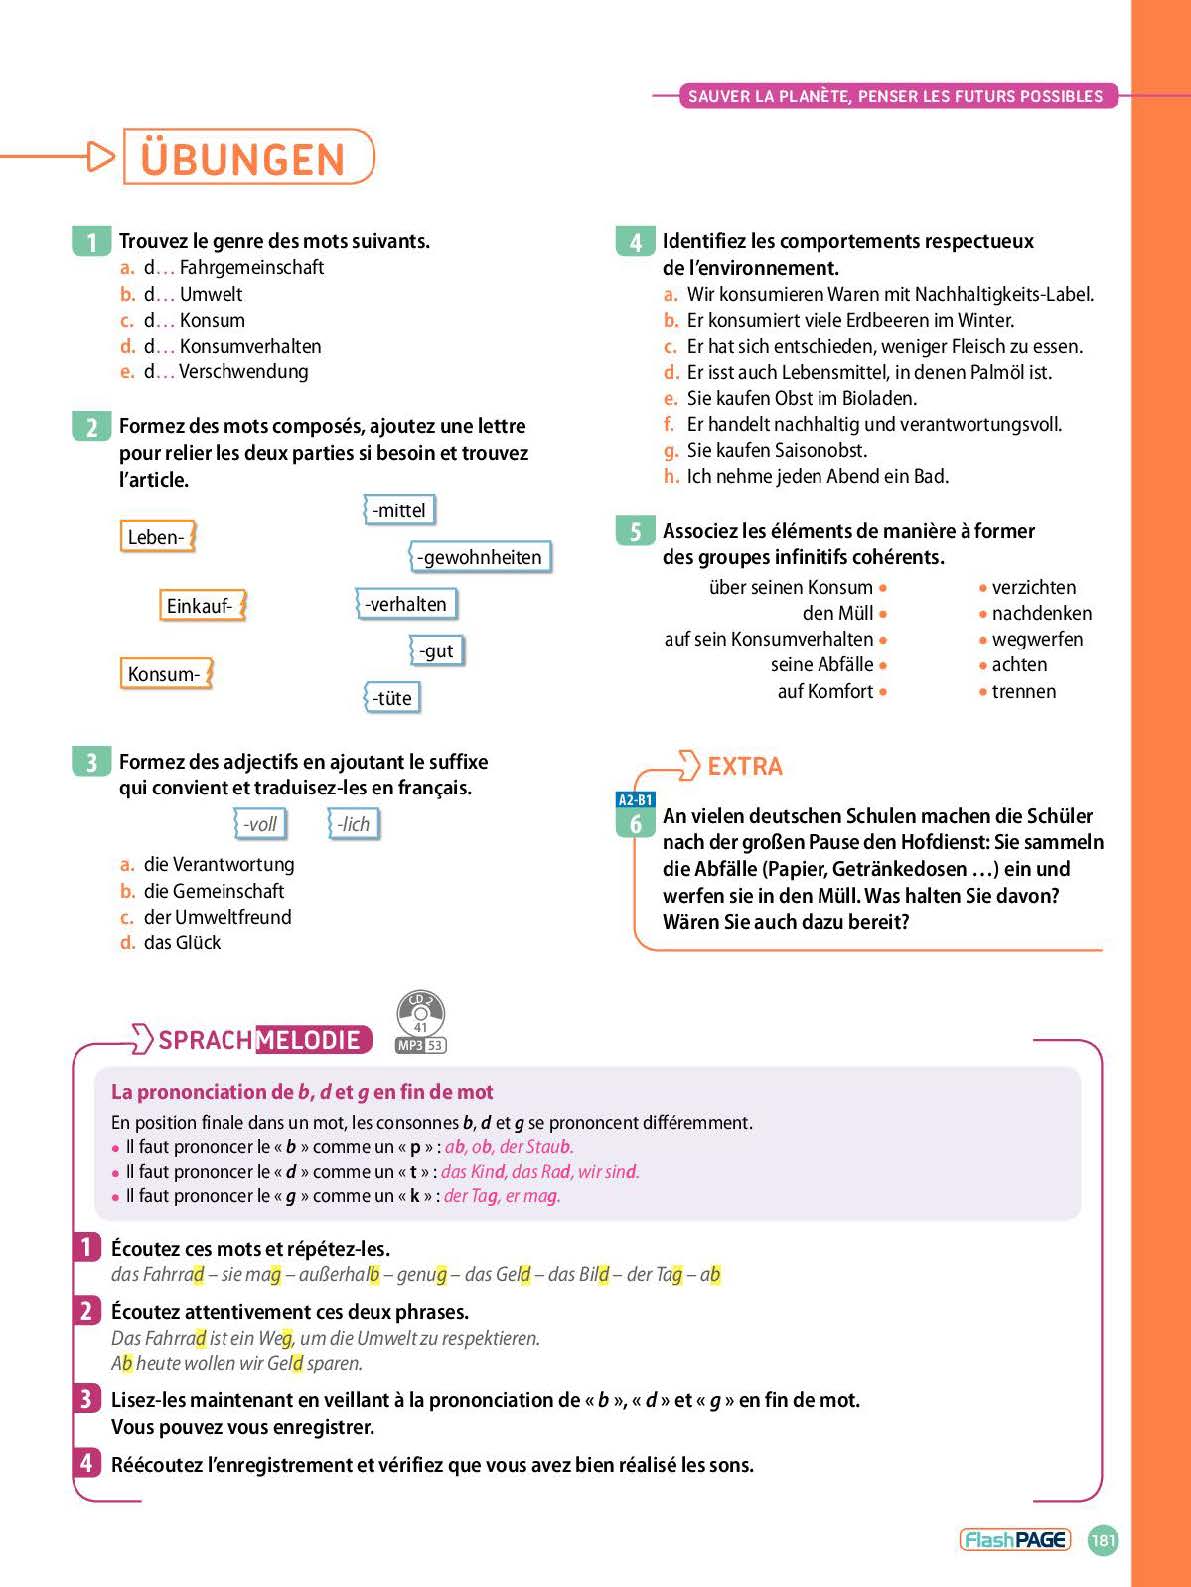 SAUVER LA PLANÈTE, PENSER LES FUTURS POSSIBLES
ÜBUNGEN
1 Trouvez le genre des mots suivants.
a. d… Fahrgemeinschaft
b. d… Umwelt
c. d… Konsum
d. d… Konsumverhalten
e. d… Verschwendung
2 Formez des mots composés, ajoutez une lettre
pour relier les deux parties si besoin et trouvez
l'article.
Leben-
Einkauf-
Konsum-
-mittel
-gewohnheiten
-verhalten
-gut
-tüte
3 Formez des adjectifs en ajoutant le suffixe
qui convient et traduisez-les en français.
-voll
-lich
a. die Verantwortung
b. die Gemeinschaft
c. der Umweltfreund
d. das Glück
4 Identifiez les comportements respectueux
de l'environnement.
a. Wir konsumieren Waren mit Nachhaltigkeits-Label.
b. Er konsumiert viele Erdbeeren im Winter.
c. Er hat sich entschieden, weniger Fleisch zu essen.
d. Er isst auch Lebensmittel, in denen Palmöl ist.
e. Sie kaufen Obst im Bioladen.
f. Er handelt nachhaltig und verantwortungsvoll.
g. Sie kaufen Saisonobst.
h. Ich nehme jeden Abend ein Bad.
5 Associez les éléments de manière à former
des groupes infinitifs cohérents.
über seinen Konsum • • verzichten
den Müll • • nachdenken
auf sein Konsumverhalten • • wegwerfen
seine Abfälle • • achten
auf Komfort • • trennen
EXTRA
A2-B1
6 An vielen deutschen Schulen machen die Schüler
nach der großen Pause den Hofdienst: Sie sammeln
die Abfälle (Papier, Getränkedosen …) ein und
werfen sie in den Müll. Was halten Sie davon?
Wären Sie auch dazu bereit?
SPRACHMELODIE
CD 2
41
MP3 53
La prononciation de b, d et g en fin de mot
En position finale dans un mot, les consonnes b, d et g se prononcent différemment.
• Il faut prononcer le « b » comme un « p » : ab, ob, der Staub.
• Il faut prononcer le « d » comme un « t » : das Kind, das Rad, wir sind.
• Il faut prononcer le « g » comme un « k » : der Tag, er mag.
1 Écoutez ces mots et répétez-les.
das Fahrrad – sie mag – außerhalb – genug – das Geld – das Bild – der Tag – ab
2 Écoutez attentivement ces deux phrases.
Das Fahrrad ist ein Weg, um die Umwelt zu respektieren.
Ab heute wollen wir Geld sparen.
3 Lisez-les maintenant en veillant à la prononciation de « b », « d » et « g » en fin de mot.
Vous pouvez vous enregistrer.
4 Réécoutez l'enregistrement et vérifiez que vous avez bien réalisé les sons.
FlashPAGE
181